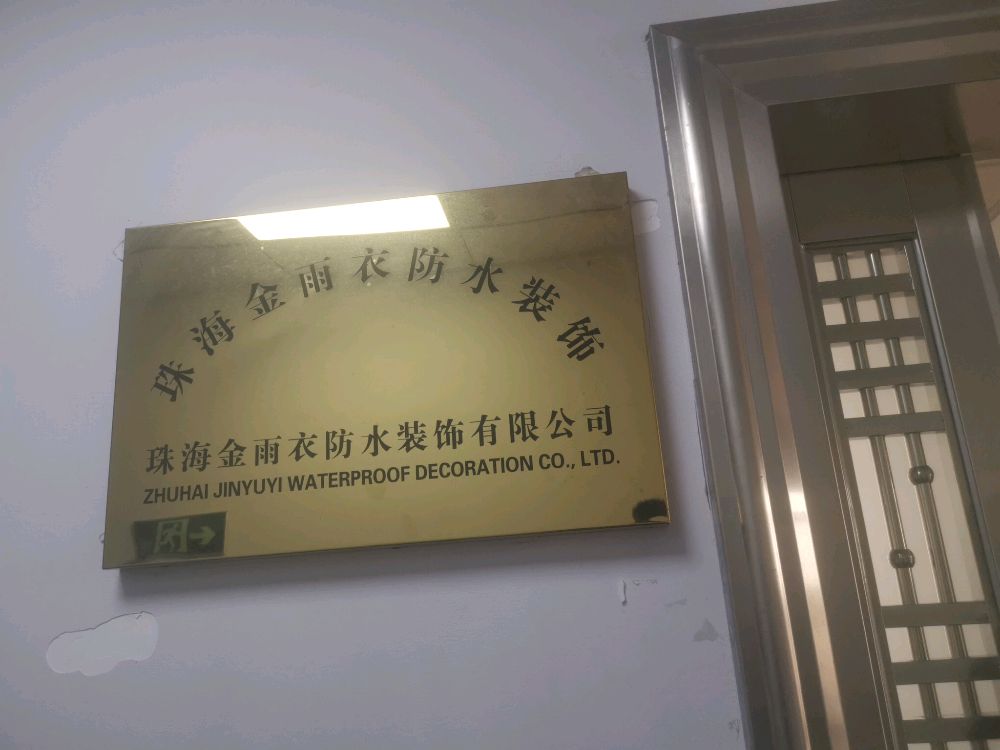 珠海金雨衣防水装饰
珠海金雨衣防水装饰有限公司
ZHUHAI JINYUYI WATERPROOF DECORATION CO., LTD.